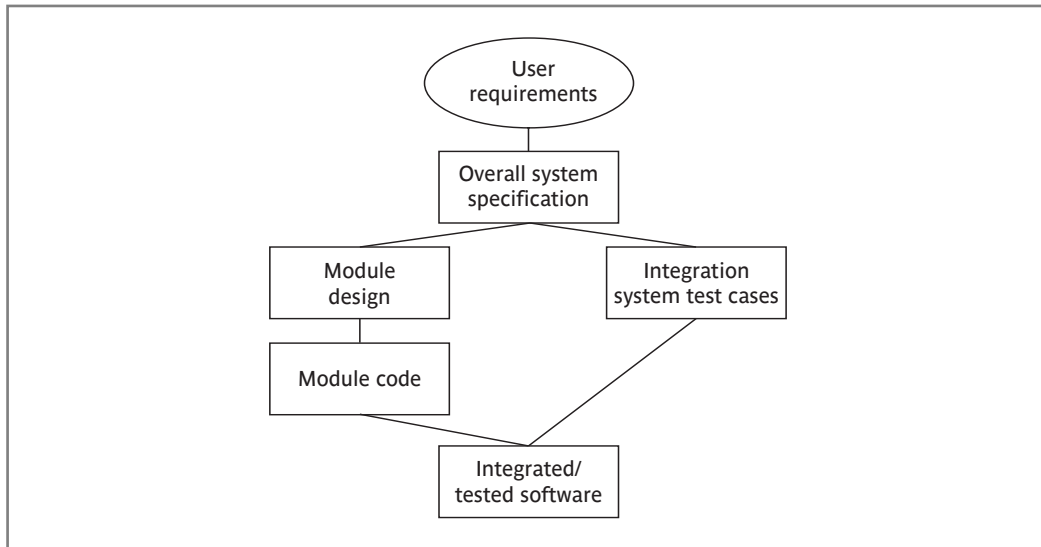 User
requirements
Overall system
specification
Module
design
Integration
system test cases
Module code
Integrated/
tested software